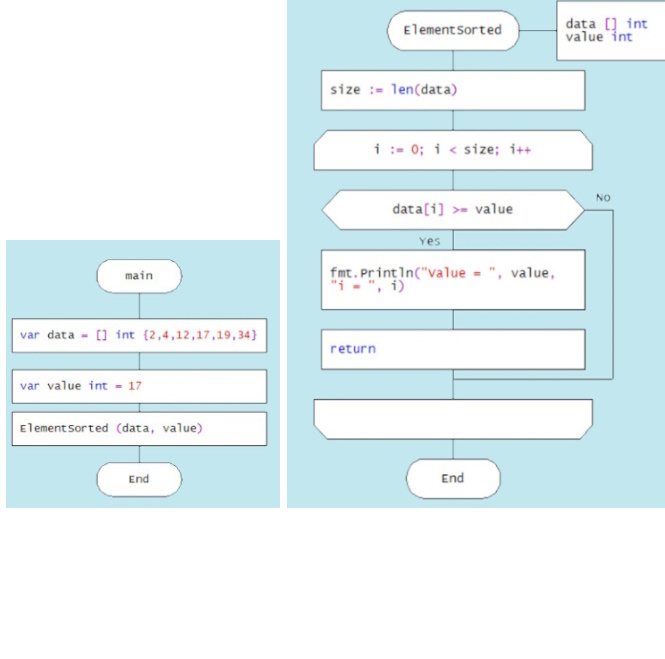 main
var data = [] int {2,4,12,17,19,34}
var value int = 17
ElementSorted (data, value)
End
ElementSorted
data [] int
value int
size := len(data)
i := 0; i < size; i++
data[i] >= value
No
Yes
fmt.Println("Value = ", value,
"i = ", i)
return
End